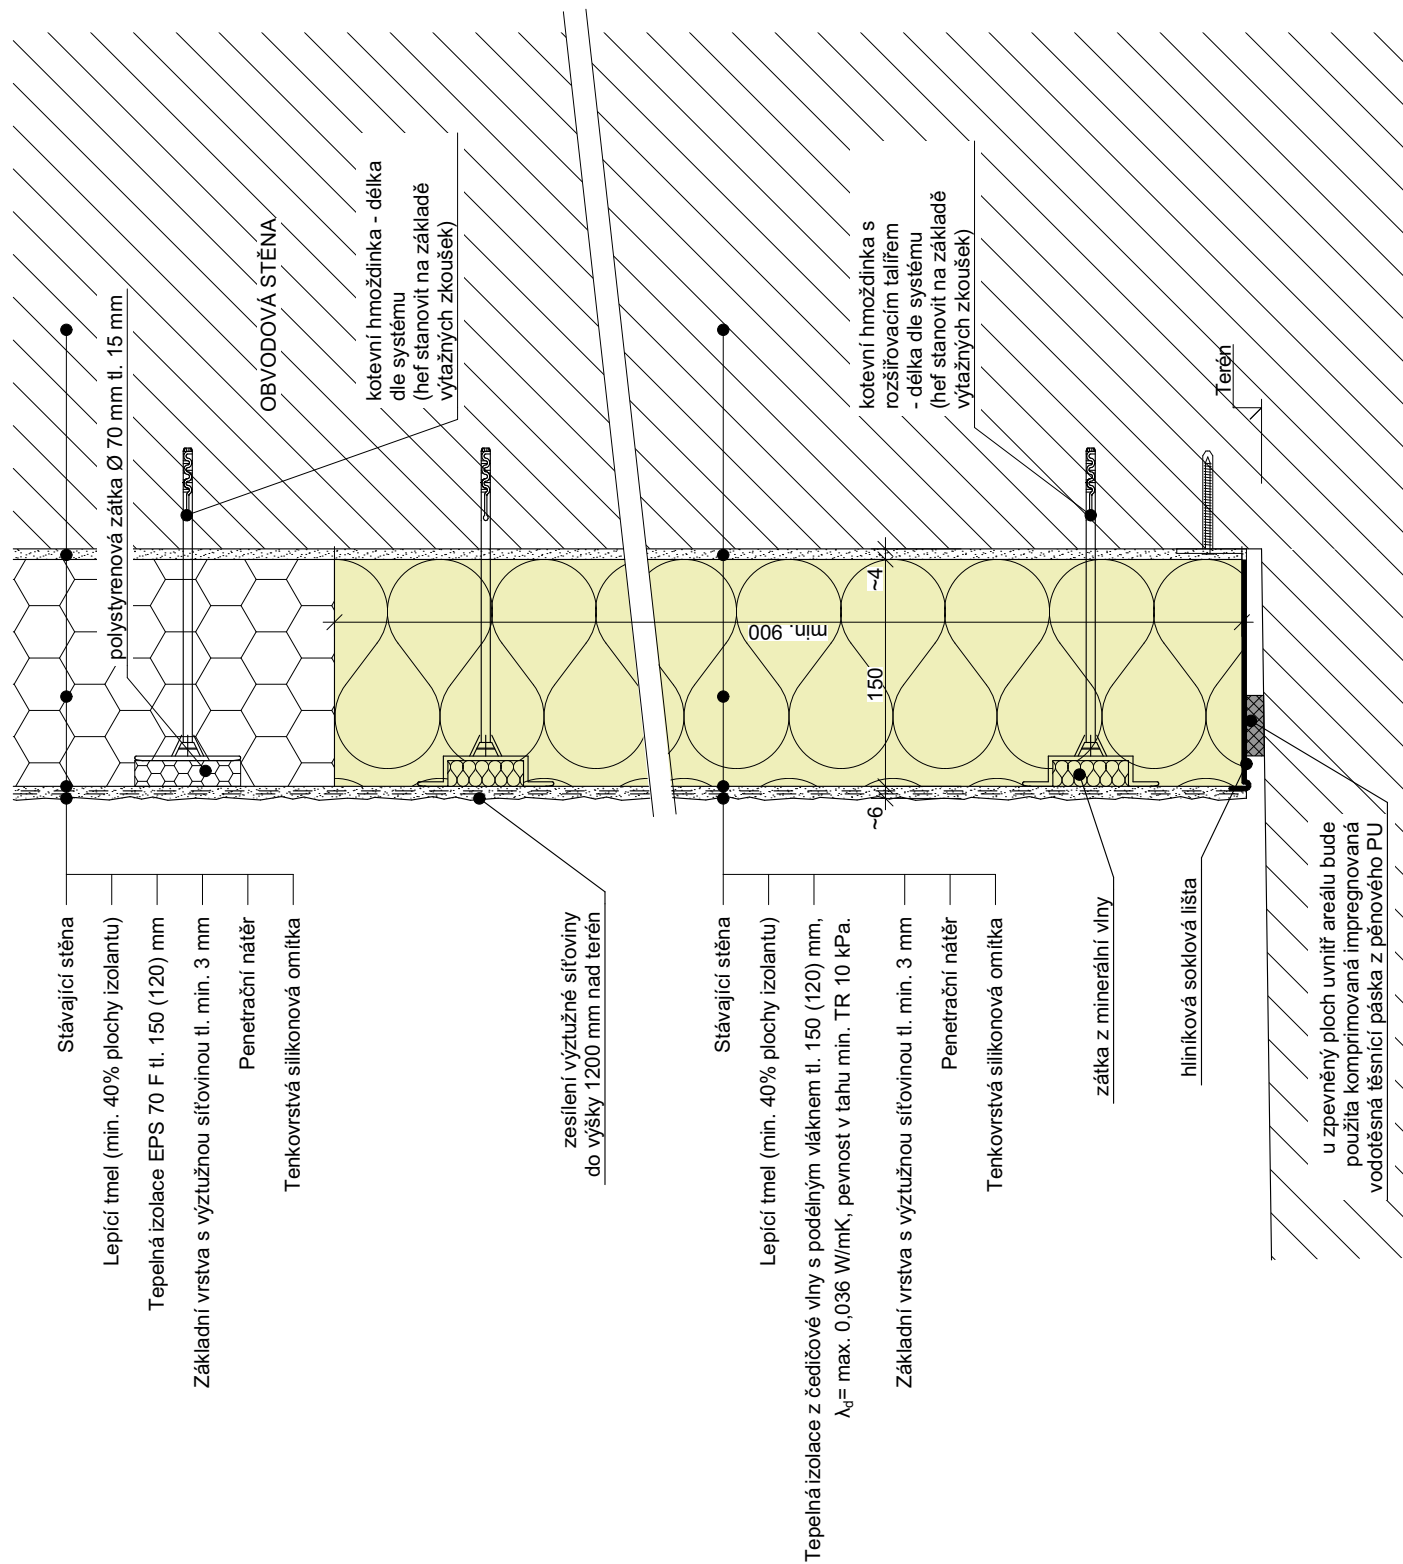 Stávající stěna
Lepící tmel (min. 40% plochy izolantu)
Tepelná izolace EPS 70 F tl. 150 (120) mm
Základní vrstva s výztužnou síťovinou tl. min. 3 mm
Penetrační nátěr
Tenkovrstvá silikonová omítka
polystyrenová zátka Ø 70 mm tl. 15 mm
OBVODOVÁ STĚNA
kotevní hmoždinka - délka
dle systému
(hef stanovit na základě
výtažných zkoušek)
zesílení výztužné síťoviny
do výšky 1200 mm nad terén
Stávající stěna
Lepící tmel (min. 40% plochy izolantu)
Tepelná izolace z čedičové vlny s podélným vláknem tl. 150 (120) mm,
λd= max. 0,036 W/mK, pevnost v tahu min. TR 10 kPa.
Základní vrstva s výztužnou síťovinou tl. min. 3 mm
Penetrační nátěr
Tenkovrstvá silikonová omítka
min. 900
~6
150
~4
kotevní hmoždinka s
rozšiřovacím talířem
- délka dle systému
(hef stanovit na základě
výtažných zkoušek)
zátka z minerální vlny
hliníková soklová lišta
Terén
u zpevněný ploch uvnitř areálu bude
použita komprimovaná impregnovaná
vodotěsná těsnící páska z pěnového PU